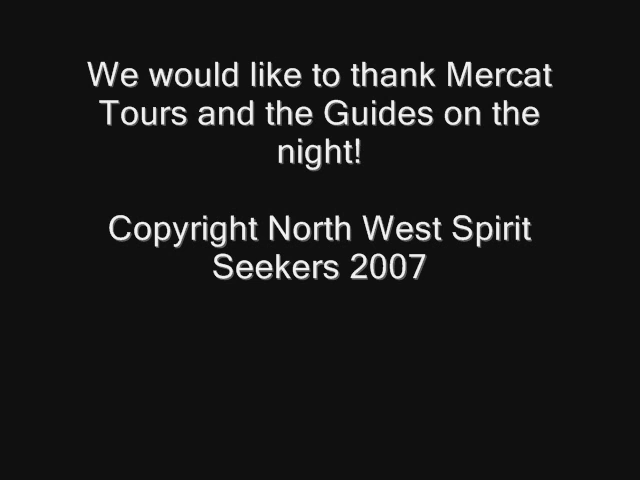 We would like to thank Mercat
Tours and the Guides on the
night!
Copyright North West Spirit
Seekers 2007